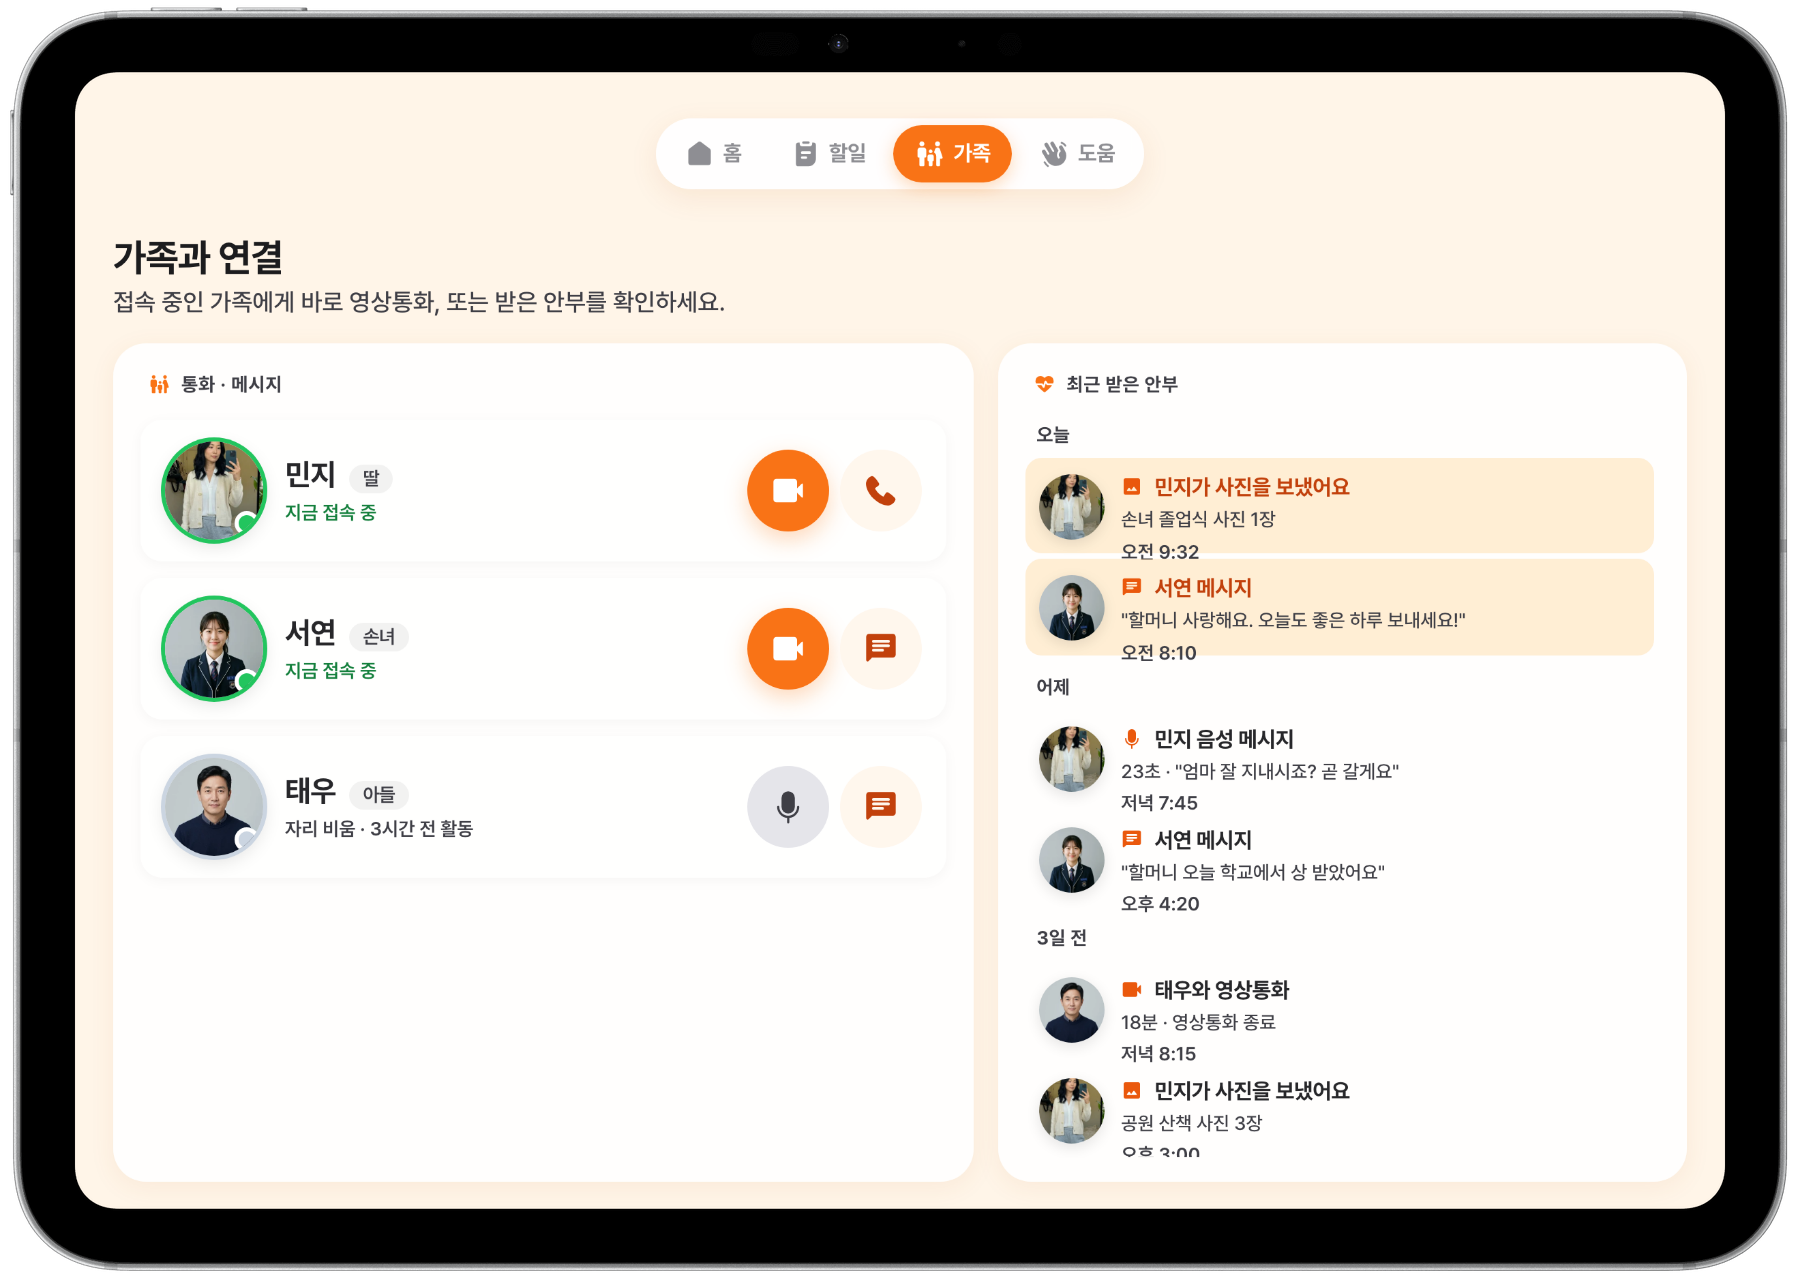 홈
할일
가족
도움
가족과 연결
접속 중인 가족에게 바로 영상통화, 또는 받은 안부를 확인하세요.
통화 · 메시지
민지 딸
지금 접속 중
서연 손녀
지금 접속 중
태우 아들
자리 비움 · 3시간 전 활동
최근 받은 안부
오늘
민지가 사진을 보냈어요
손녀 졸업식 사진 1장
오전 9:32
서연 메시지
"할머니 사랑해요. 오늘도 좋은 하루 보내세요!"
오전 8:10
어제
민지 음성 메시지
23초 · "엄마 잘 지내시죠? 곧 갈게요"
저녁 7:45
서연 메시지
"할머니 오늘 학교에서 상 받았어요"
오후 4:20
3일 전
태우와 영상통화
18분 · 영상통화 종료
저녁 8:15
민지가 사진을 보냈어요
공원 산책 사진 3장
오후 3:00